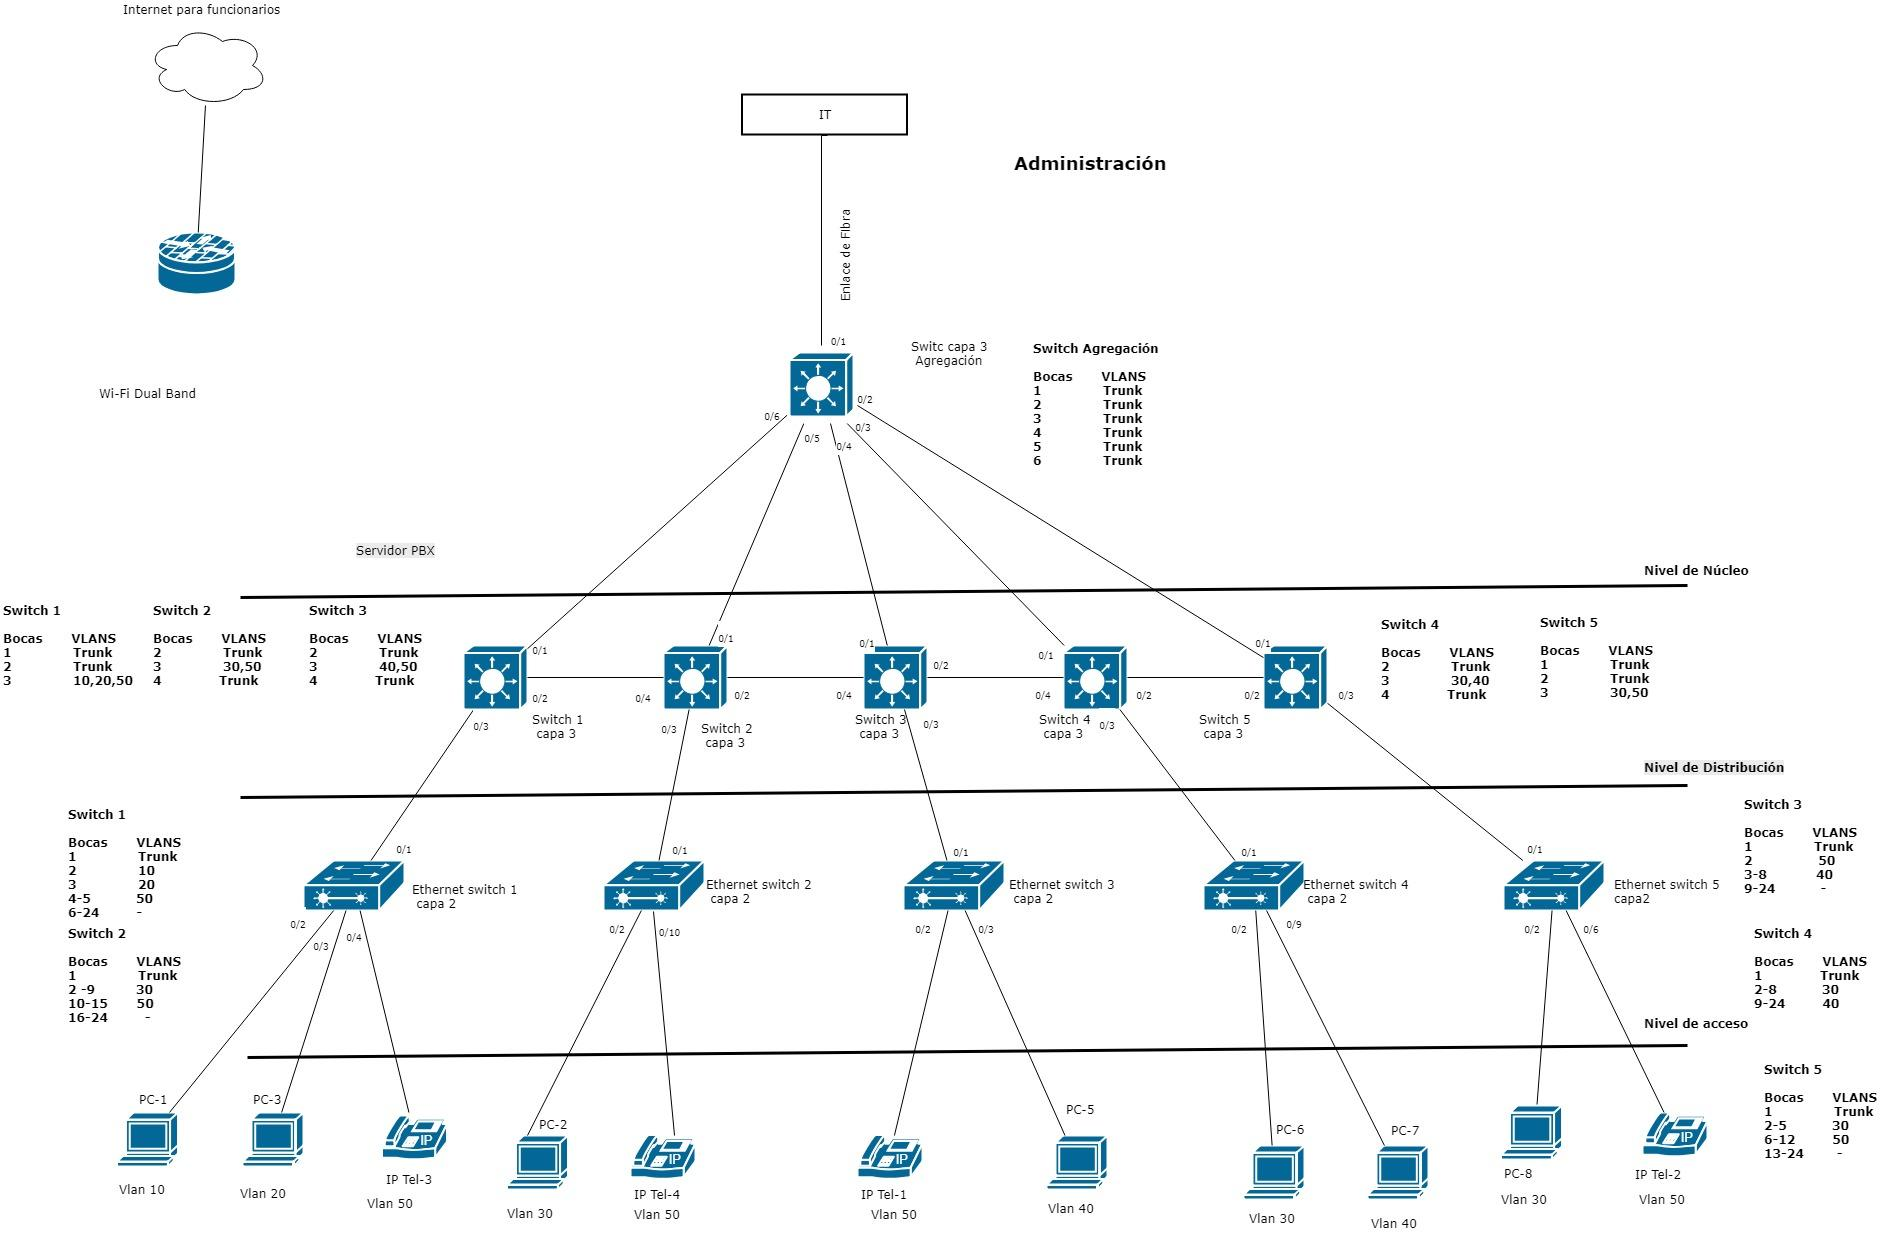 Internet para funcionarios
IT
Administración
Enlace de FIbra
0/1
Switc capa 3
Agregación
Wi-Fi Dual Band
0/2
0/6
0/3
0/5
0/4
Switch Agregación
Bocas VLANS
1 Trunk
2 Trunk
3 Trunk
4 Trunk
5 Trunk
6 Trunk
Servidor PBX
Nivel de Núcleo
Switch 1
Bocas VLANS
1 Trunk
2 Trunk
3 10,20,50
Switch 2
Bocas VLANS
2 Trunk
3 30,50
4 Trunk
Switch 3
Bocas VLANS
2 Trunk
3 40,50
4 Trunk
Switch 4
Bocas VLANS
2 Trunk
3 30,40
4 Trunk
Switch 5
Bocas VLANS
1 Trunk
2 Trunk
3 30,50
0/1
0/2
0/3
Switch 1
capa 3
0/1
0/4
0/2
0/3
Switch 2
capa 3
0/1
0/2
0/4
0/3
Switch 3
capa 3
0/1
0/4
0/2
0/3
Switch 4
capa 3
0/1
0/2
0/3
Switch 5
capa 3
Nivel de Distribución
Switch 1
Bocas VLANS
1 Trunk
2 10
3 20
4-5 50
6-24 -
Switch 2
Bocas VLANS
1 Trunk
2 -9 30
10-15 50
16-24 -
0/1
Ethernet switch 1
capa 2
0/2
0/3
0/4
0/1
Ethernet switch 2
capa 2
0/2
0/10
0/1
Ethernet switch 3
capa 2
0/2
0/3
0/1
Ethernet switch 4
capa 2
0/2
0/9
0/1
Ethernet switch 5
capa2
0/2
0/6
Switch 3
Bocas VLANS
1 Trunk
2 50
3-8 40
9-24 -
Switch 4
Bocas VLANS
1 Trunk
2-8 30
9-24 40
Nivel de acceso
Switch 5
Bocas VLANS
1 Trunk
2-5 30
6-12 50
13-24 -
PC-1
Vlan 10
PC-3
Vlan 20
IP
IP Tel-3
Vlan 50
PC-2
Vlan 30
IP
IP Tel-4
Vlan 50
IP
IP Tel-1
Vlan 50
PC-5
Vlan 40
PC-6
Vlan 30
PC-7
Vlan 40
PC-8
Vlan 30
IP
IP Tel-2
Vlan 50